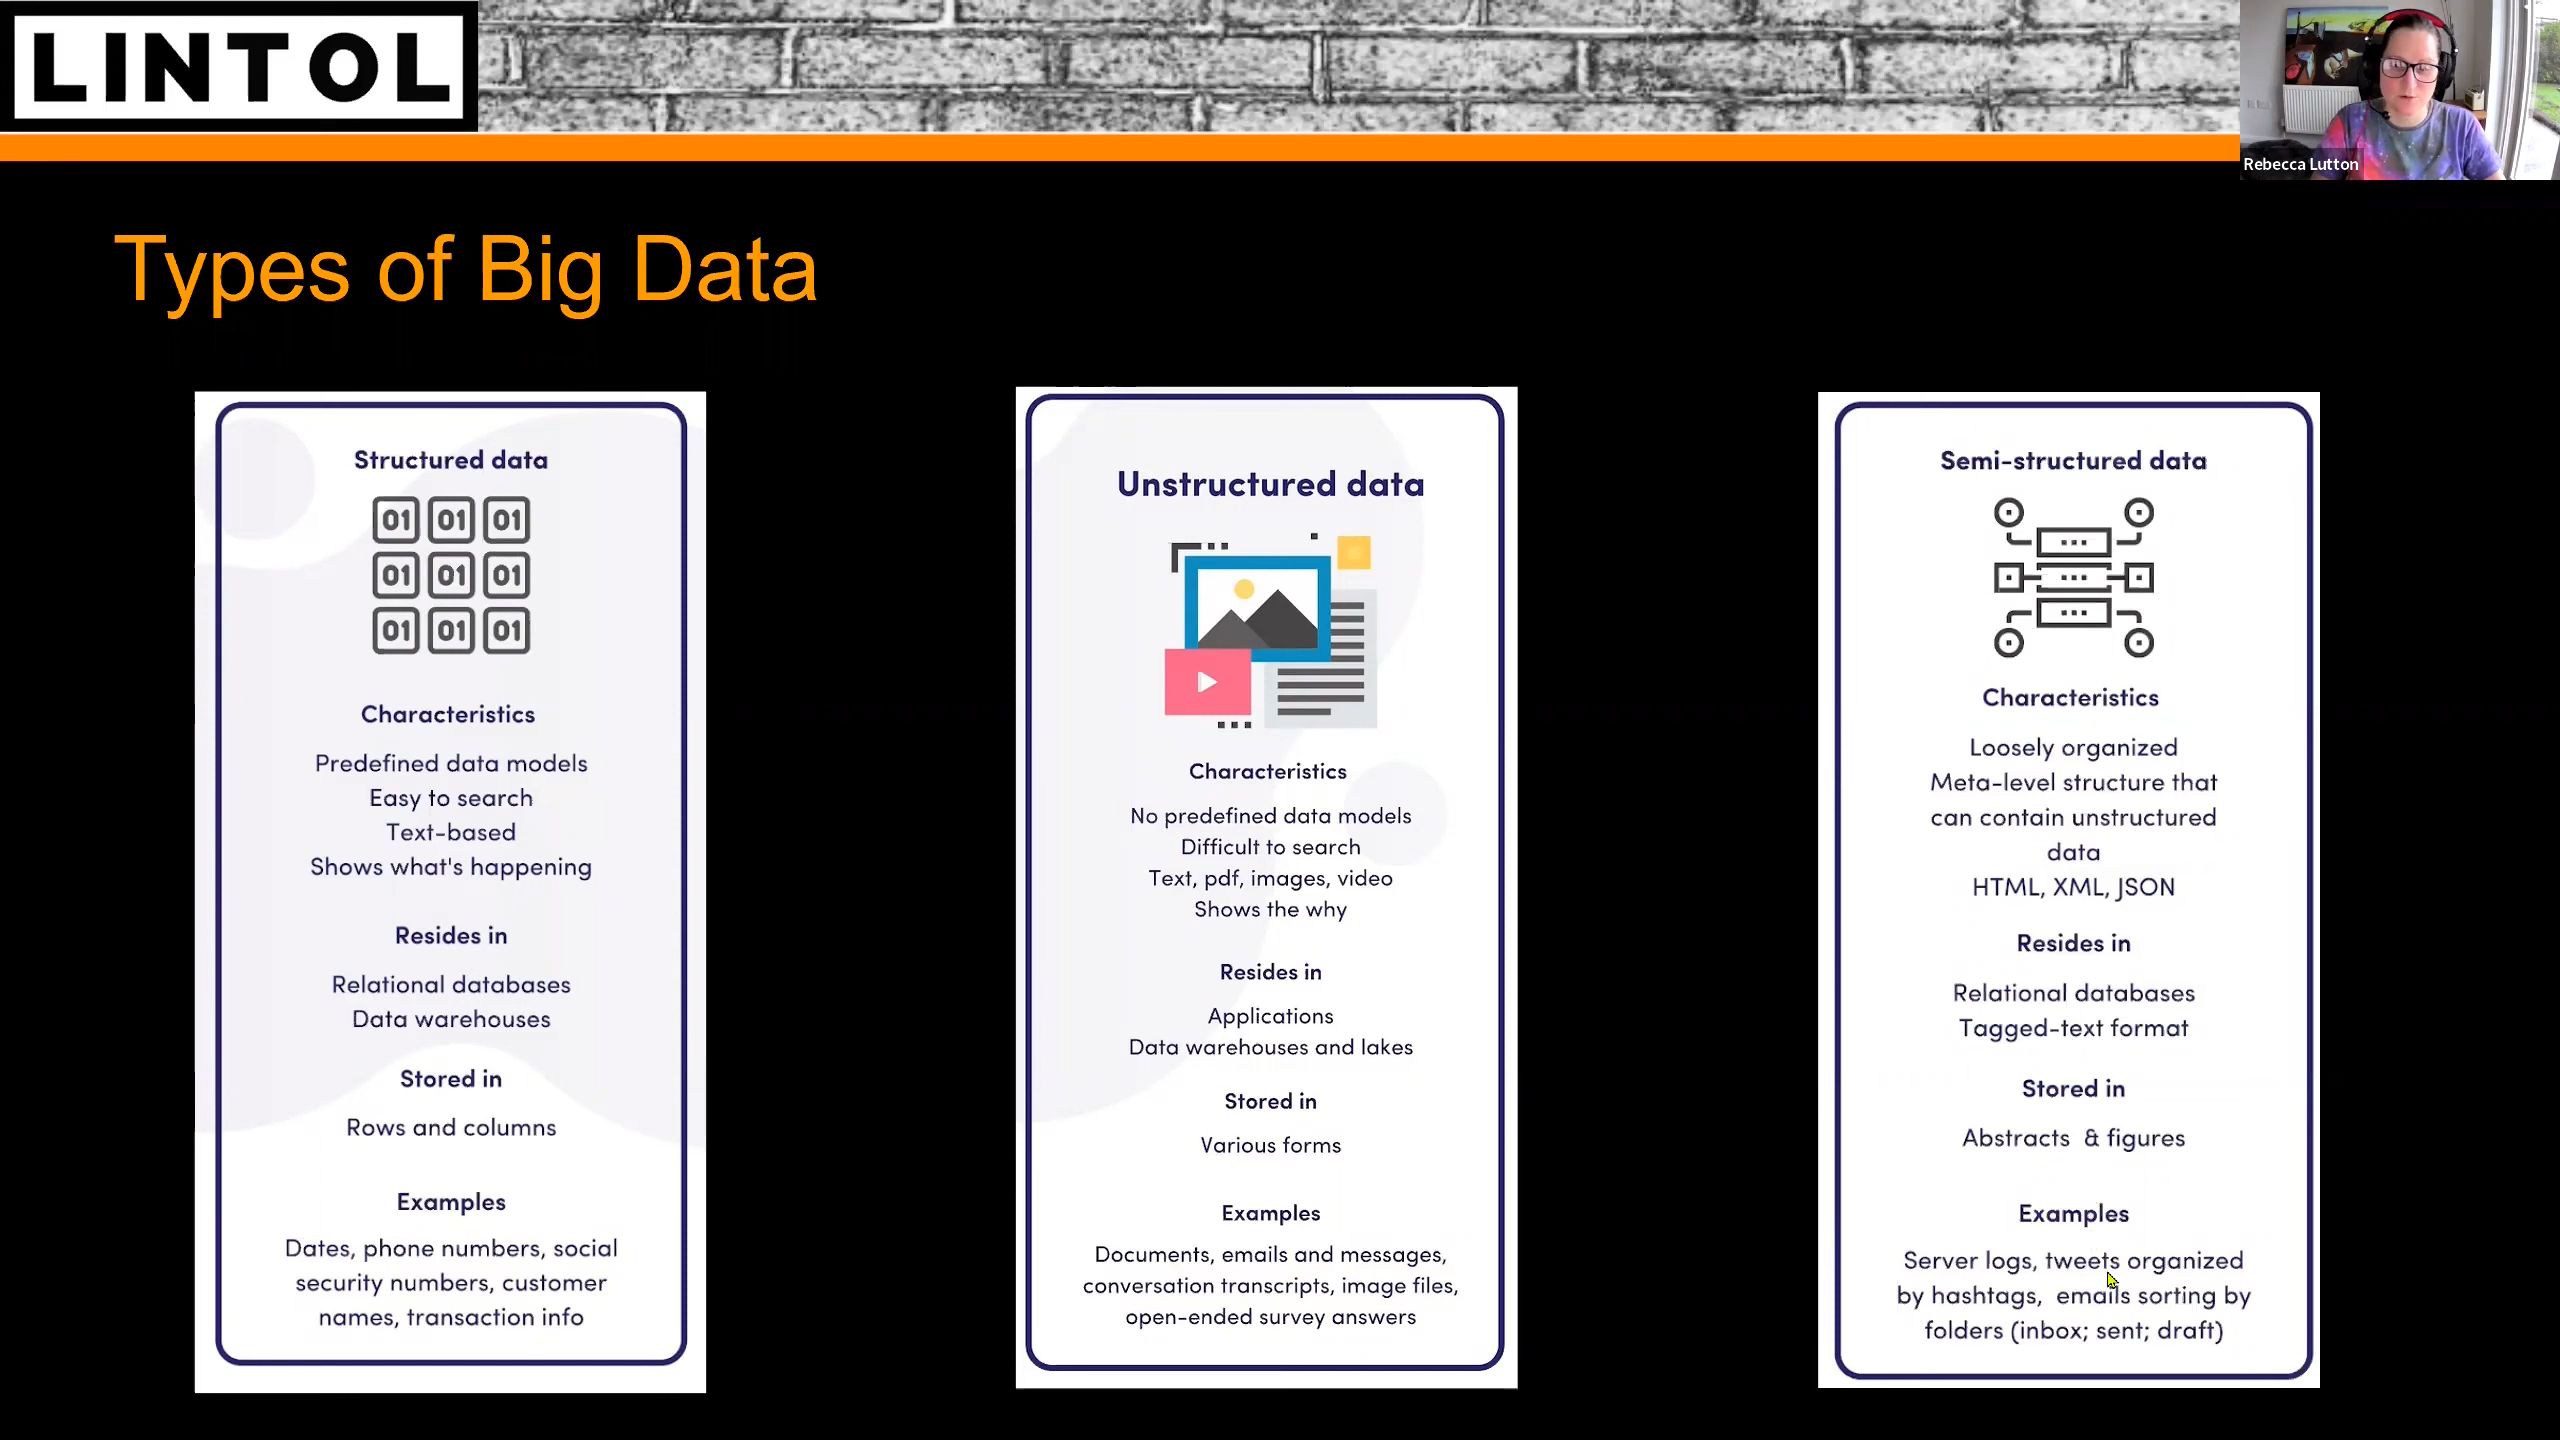 LINTOL
Rebecca Lutton
Types of Big Data
Structured data
01 01 01
01 01 01
01 01 01
Characteristics
Predefined data models
Easy to search
Text-based
Shows what's happening
Resides in
Relational databases
Data warehouses
Stored in
Rows and columns
Examples
Dates, phone numbers, social
security numbers, customer
names, transaction info
Unstructured data
Characteristics
No predefined data models
Difficult to search
Text, pdf, images, video
Shows the why
Resides in
Applications
Data warehouses and lakes
Stored in
Various forms
Examples
Documents, emails and messages,
conversation transcripts, image files,
open-ended survey answers
Semi-structured data
Characteristics
Loosely organized
Meta-level structure that
can contain unstructured
data
HTML, XML, JSON
Resides in
Relational databases
Tagged-text format
Stored in
Abstracts & figures
Examples
Server logs, tweets organized
by hashtags, emails sorting by
folders (inbox; sent; draft)